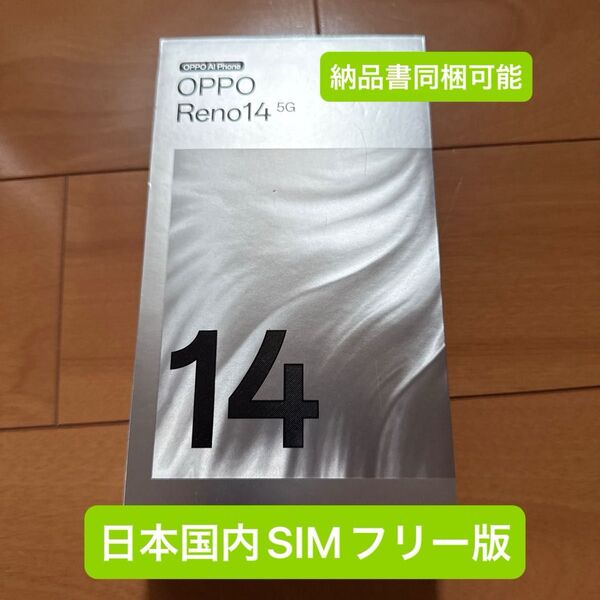 OPPO AI Phone
OPPO
Reno14 5G
納品書同梱可能
14
日本国内SIMフリー版